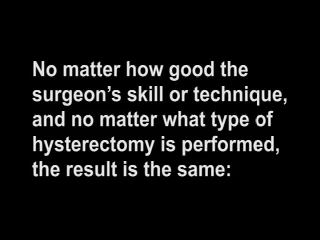 No matter how good the
surgeon’s skill or technique,
and no matter what type of
hysterectomy is performed,
the result is the same: